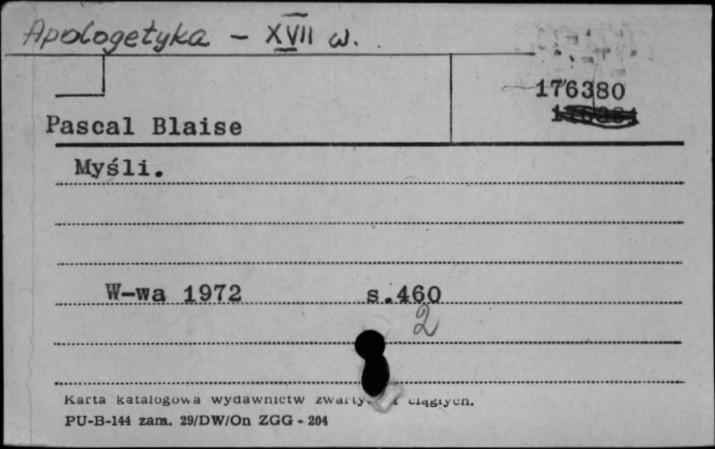 Apologetyka - XVII w.
176380
Pascal Blaise
Myśli.
W-wa 1972 s.460
2
Karta katalogowa wydawnictw ciągłych.
PU-B-144 zam. 29/DW/On ZGG - 204